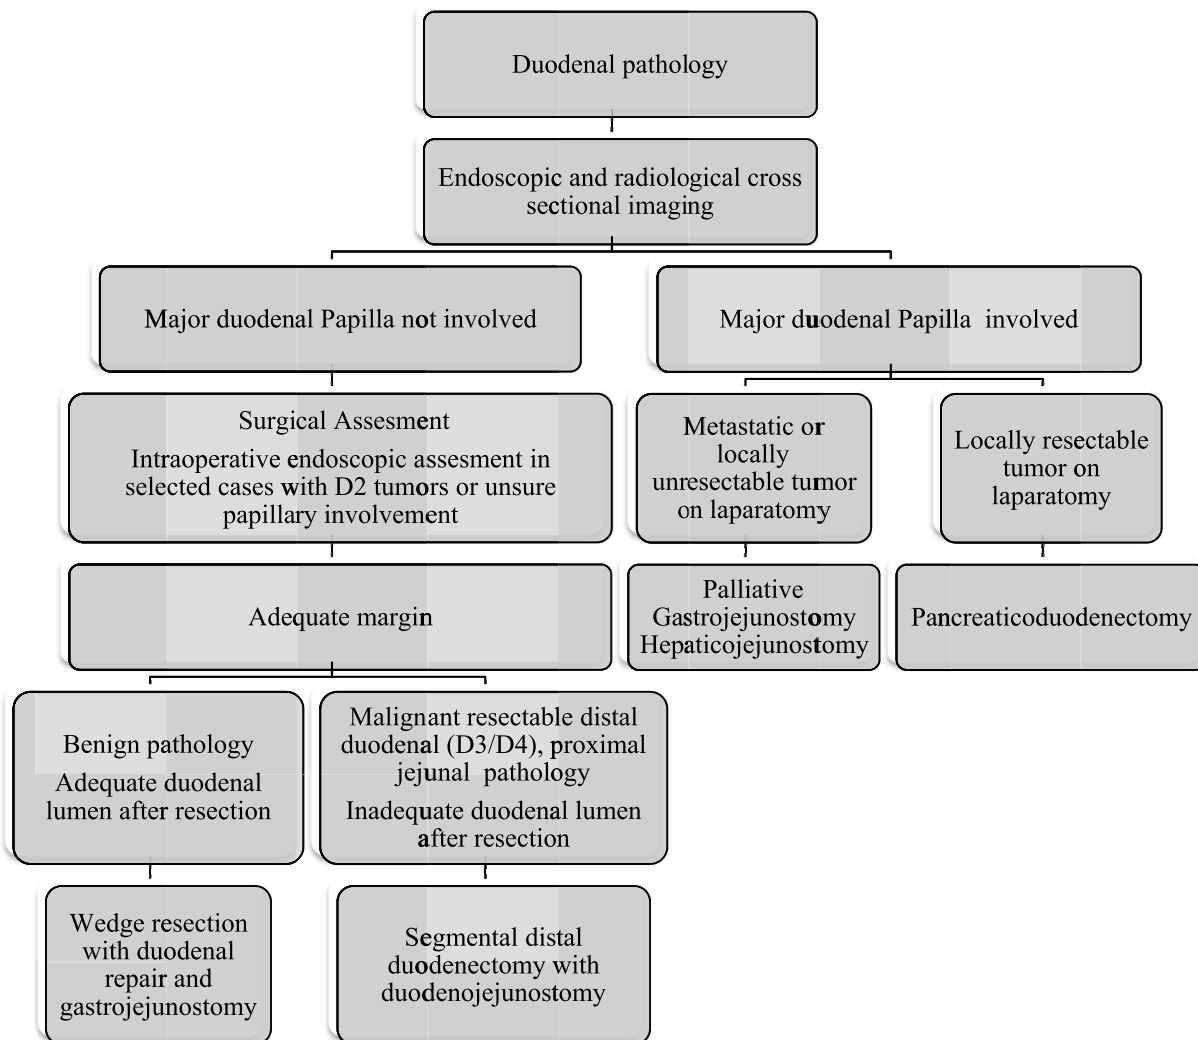 Duodenal pathology
Endoscopic and radiological cross
sectional imaging
Major duodenal Papilla not involved
Major duodenal Papilla involved
Surgical Assesment
Intraoperative endoscopic assesment in
selected cases with D2 tumors or unsure
papillary involvement
Metastatic or
locally
unresectable tumor
on laparatomy
Locally resectable
tumor on
laparatomy
Adequate margin
Palliative
Gastrojejunostomy
Hepaticojejunostomy
Pancreaticoduodenectomy
Benign pathology
Adequate duodenal
lumen after resection
Malignant resectable distal
duodenal (D3/D4), proximal
jejunal pathology
Inadequate duodenal lumen
after resection
Wedge resection
with duodenal
repair and
gastrojejunostomy
Segmental distal
duodenectomy with
duodenojejunostomy